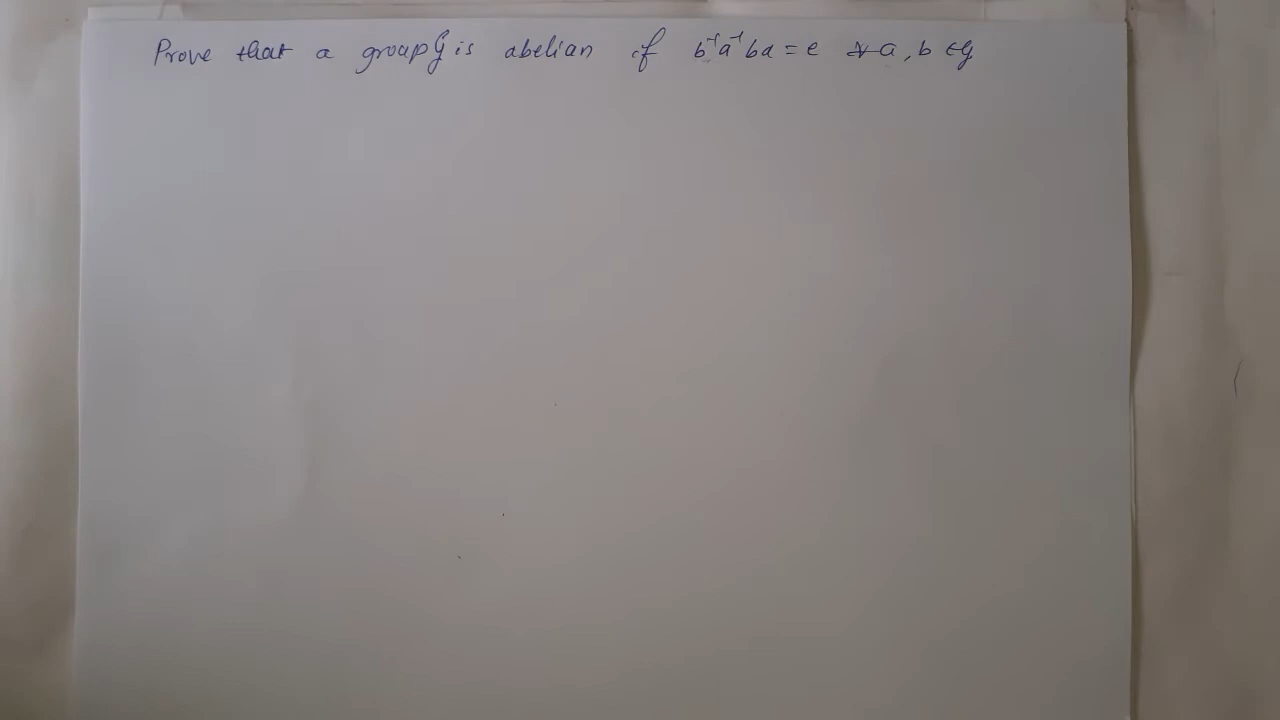 Prove that a group G is abelian if b⁻¹a⁻¹ba = e ∀ a, b ∈ G